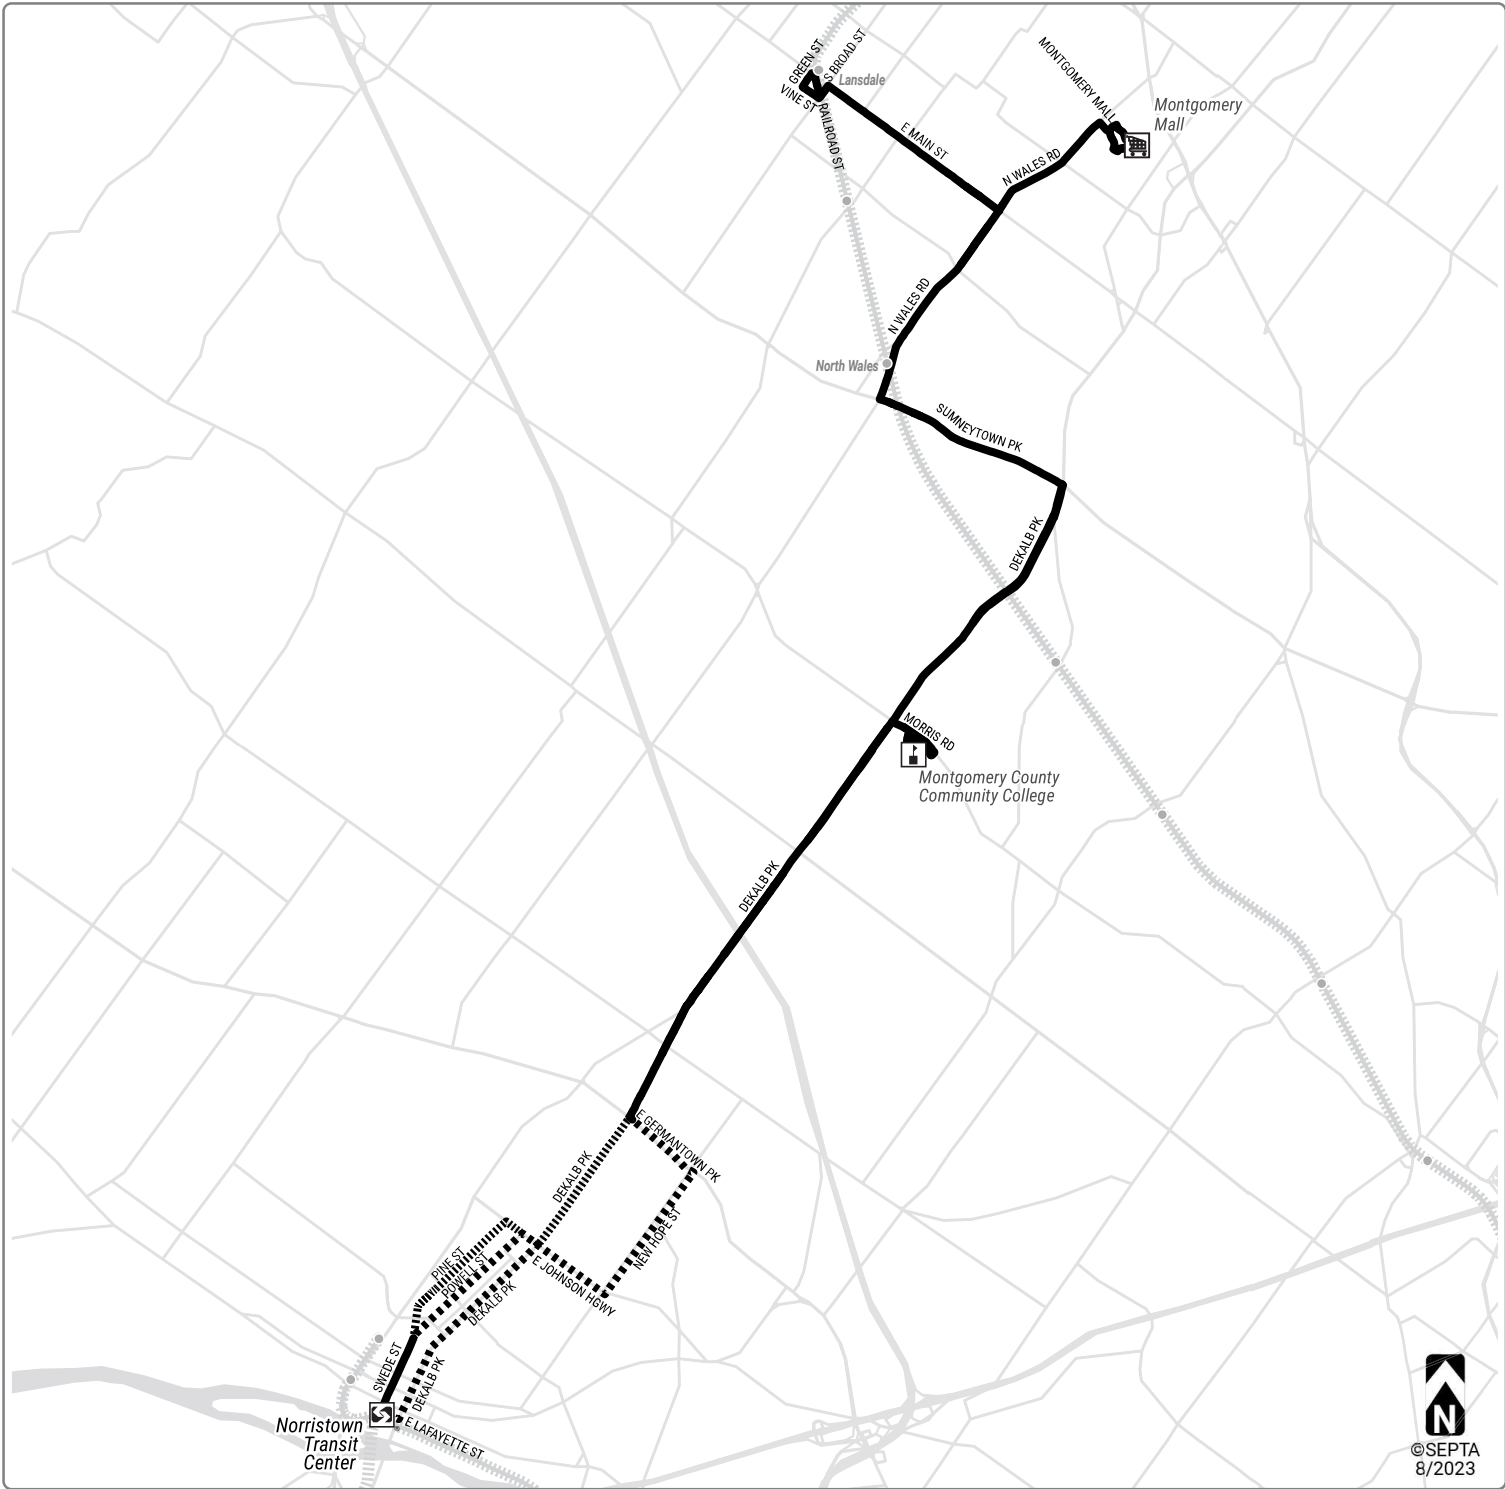 GREEN ST
S BROAD ST
Lansdale
VINE ST
RAILROAD ST
E MAIN ST
MONTGOMERY MALL
Montgomery
Mall
N WALES RD
N WALES RD
North Wales
SUMNEYTOWN PK
DEKALB PK
MORRIS RD
Montgomery County
Community College
DEKALB PK
E GERMANTOWN PK
DEKALB PK
NEW HOPE ST
PINE ST
POWELL ST
E JOHNSON HGWY
DEKALB PK
SWEDE ST
DEKALB PK
E LAFAYETTE ST
Norristown
Transit
Center
N
©SEPTA
8/2023